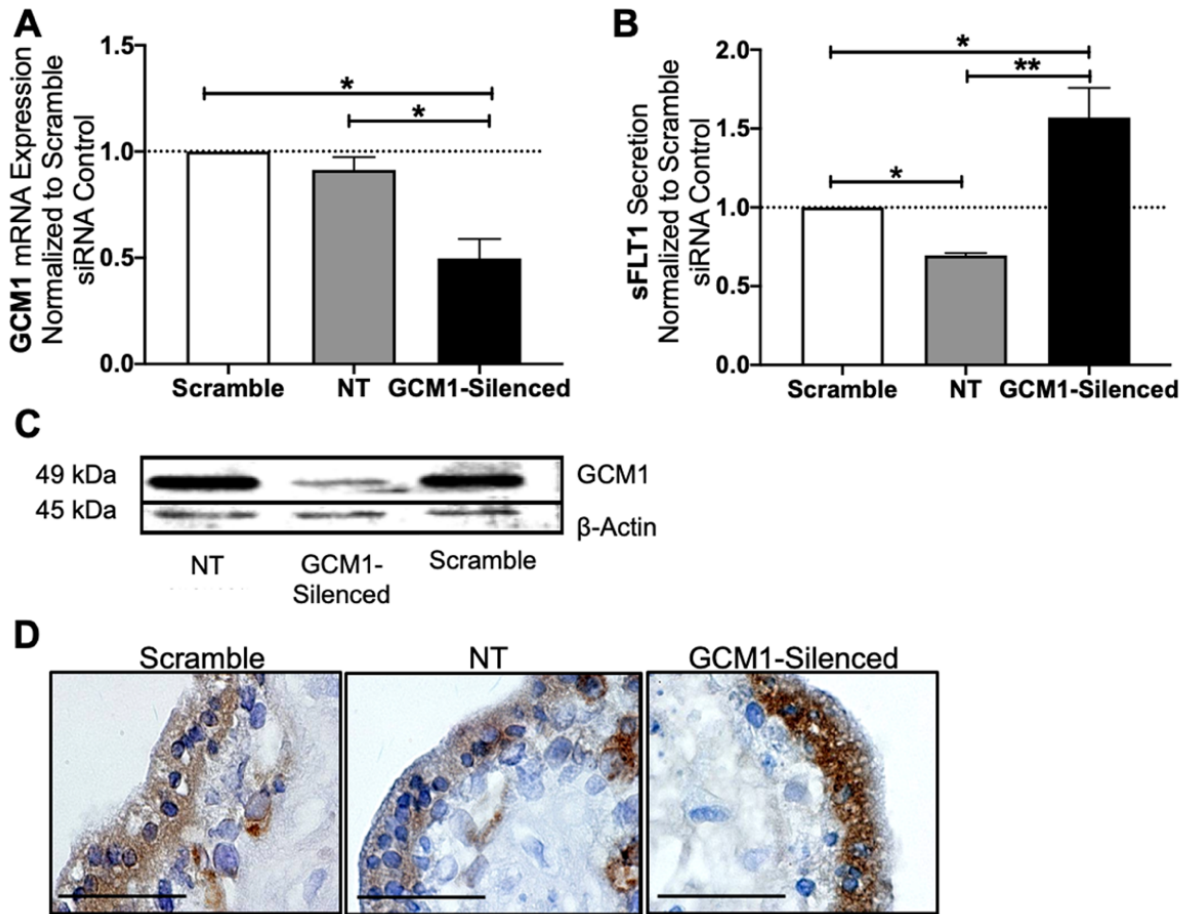 A
GCM1 mRNA Expression
Normalized to Scramble
siRNA Control
1.5
1.0
0.5
0.0
*
*
Scramble NT GCM1-Silenced
B
sFLT1 Secretion
Normalized to Scramble
siRNA Control
2.0
1.5
1.0
0.5
0.0
*
**
*
Scramble NT GCM1-Silenced
C
49 kDa
45 kDa
GCM1
β-Actin
NT
GCM1-
Silenced
Scramble
D
Scramble
NT
GCM1-Silenced